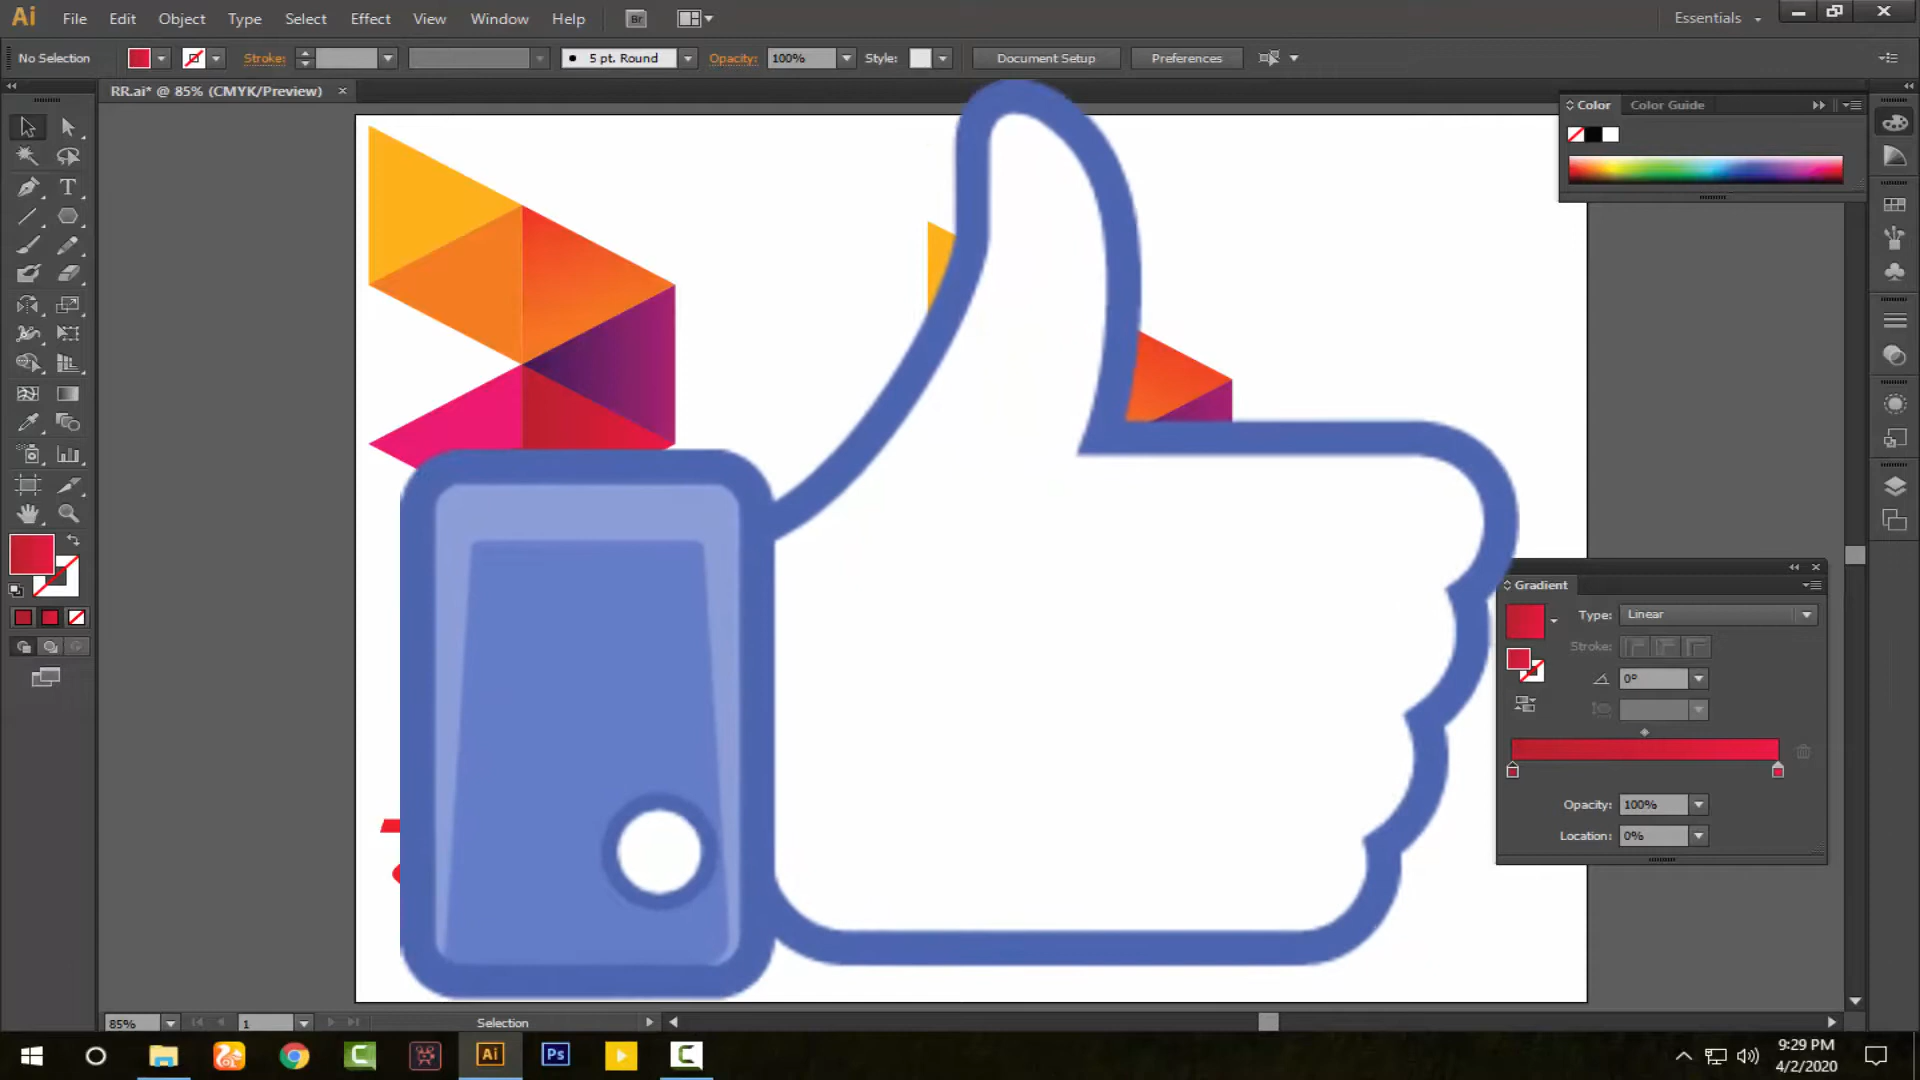 Ai File Edit Object Type Select Effect View Window Help Br Essentials
No Selection Stroke: 5 pt. Round Opacity: 100% Style: Document Setup Preferences
RR.ai* @ 85% (CMYK/Preview)
Color Color Guide
T
Gradient
Type: Linear
Stroke:
0°
Opacity: 100%
Location: 0%
85% 1 Selection
Ai Ps
9:29 PM
4/2/2020